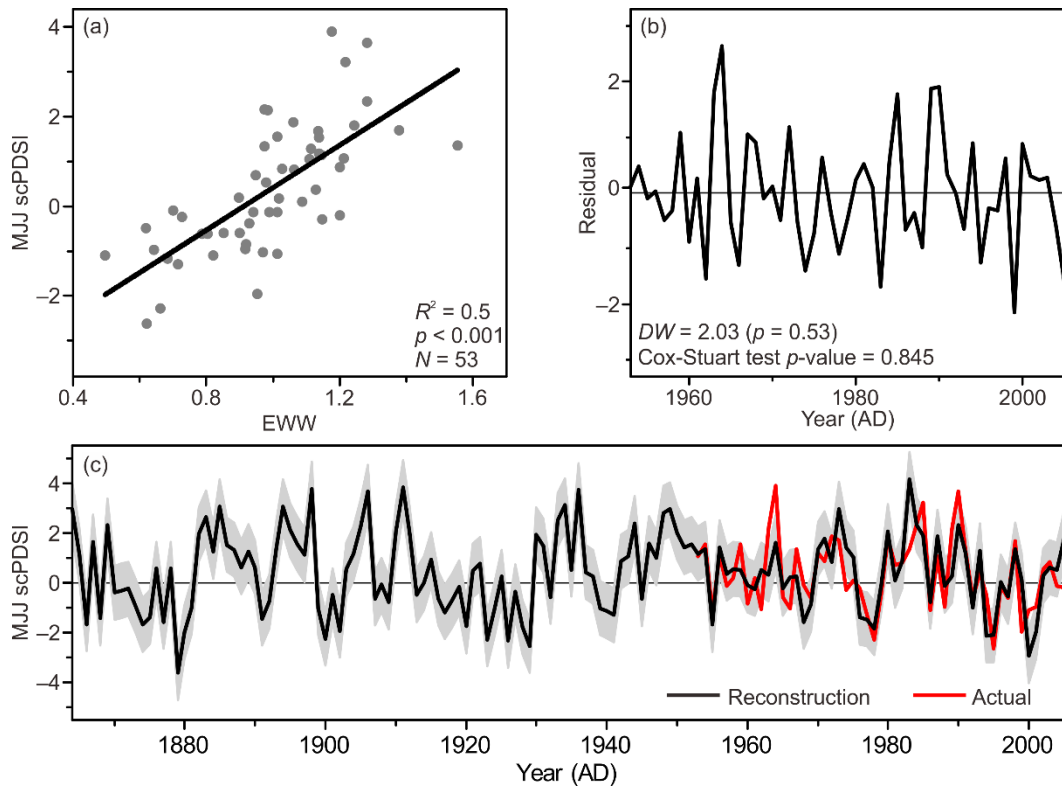 (a)
4
2
0
−2
MJJ scPDSI
R² = 0.5
p < 0.001
N = 53
0.4 0.8 1.2 1.6
EWW
(b)
2
0
−2
Residual
DW = 2.03 (p = 0.53)
Cox-Stuart test p-value = 0.845
1960 1980 2000
Year (AD)
(c)
4
2
0
−2
−4
MJJ scPDSI
Reconstruction Actual
1880 1900 1920 1940 1960 1980 2000
Year (AD)